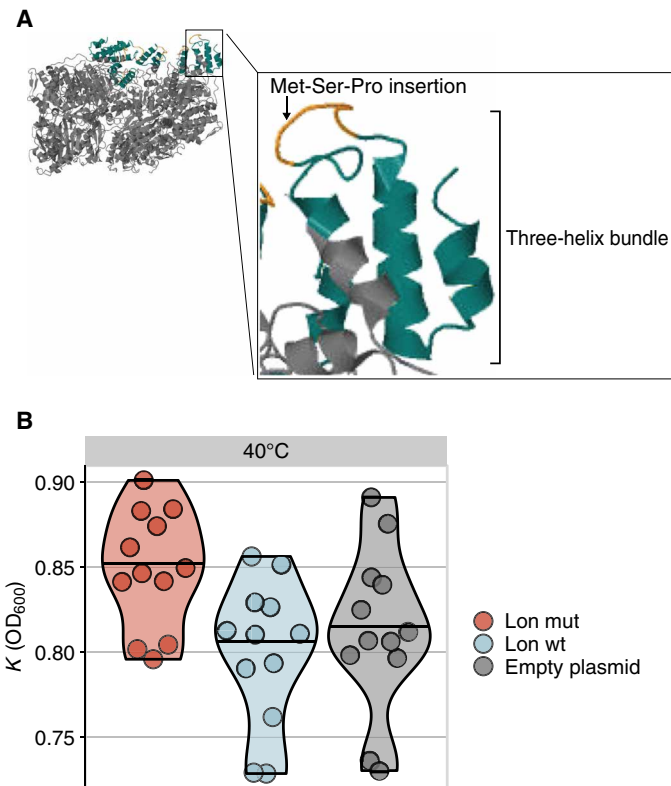 A
Met-Ser-Pro insertion
Three-helix bundle
B
40°C
0.90
0.85
0.80
0.75
K (OD600)
Lon mut
Lon wt
Empty plasmid